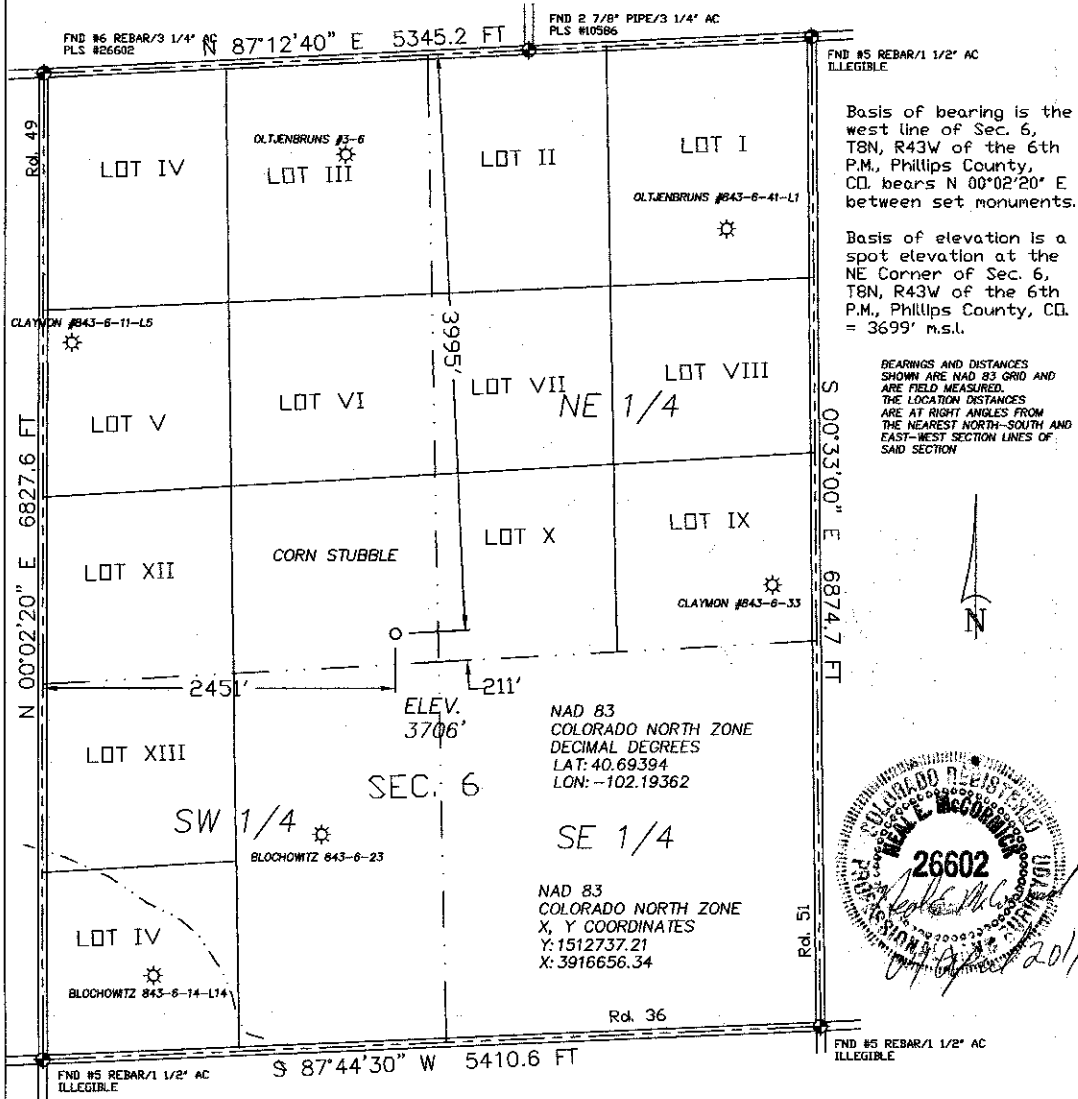 FND #6 REBAR/3 1/4" AC
PLS #26602
N 87°12'40" E 5345.2 FT
FND 2 7/8" PIPE/3 1/4" AC
PLS #10586
FND #5 REBAR/1 1/2" AC
ILLEGIBLE
Rd. 49
LOT IV
OLTJENBRUNS #3-6
LOT III
LOT II
LOT I
OLTJENBRUNS #843-6-41-L1
Basis of bearing is the
west line of Sec. 6,
T8N, R43W of the 6th
P.M., Phillips County,
CO. bears N 00°02'20" E
between set monuments.
Basis of elevation is a
spot elevation at the
NE Corner of Sec. 6,
T8N, R43W of the 6th
P.M., Phillips County, CO.
= 3699' m.s.l.
BEARINGS AND DISTANCES
SHOWN ARE NAD 83 GRID AND
ARE FIELD MEASURED.
THE LOCATION DISTANCES
ARE AT RIGHT ANGLES FROM
THE NEAREST NORTH-SOUTH AND
EAST-WEST SECTION LINES OF
SAID SECTION
CLAYMON #843-6-11-L5
3995'
LOT V
LOT VI
LOT VII
LOT VIII
NE 1/4
N 00°02'20" E 6827.6 FT
S 00°33'00" E 6874.7 FT
LOT XII
CORN STUBBLE
LOT X
LOT IX
CLAYMON #843-6-33
N
2451'
211'
ELEV.
3706'
NAD 83
COLORADO NORTH ZONE
DECIMAL DEGREES
LAT: 40.69394
LON: -102.19362
LOT XIII
SEC. 6
SW 1/4
BLOCHOWITZ 843-6-23
SE 1/4
NAD 83
COLORADO NORTH ZONE
X, Y COORDINATES
Y: 1512737.21
X: 3916656.34
LOT IV
BLOCHOWITZ 843-6-14-L14
Rd. 51
Rd. 36
COLORADO REGISTERED
NEAL E. McCORMICK
26602
PROFESSIONAL LAND SURVEYOR
S 87°44'30" W 5410.6 FT
FND #5 REBAR/1 1/2" AC
ILLEGIBLE
FND #5 REBAR/1 1/2" AC
ILLEGIBLE